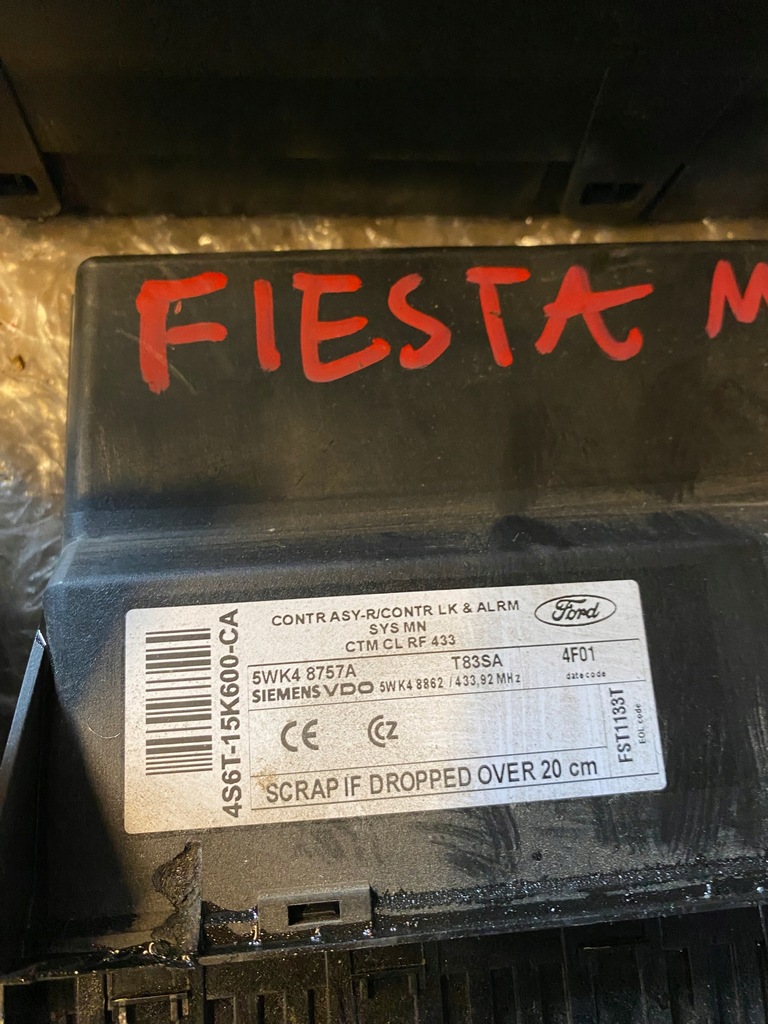 FIESTA M
CONTR ASY-R/CONTR LK & ALRM
SYS MN
CTM CL RF 433
Ford
5WK4 8757A T83SA 4F01
date code
SIEMENS VDO 5WK4 8862 / 433,92 MHz
CE CCZ
SCRAP IF DROPPED OVER 20 cm
4S6T-15K600-CA
FST1133T
EOL code